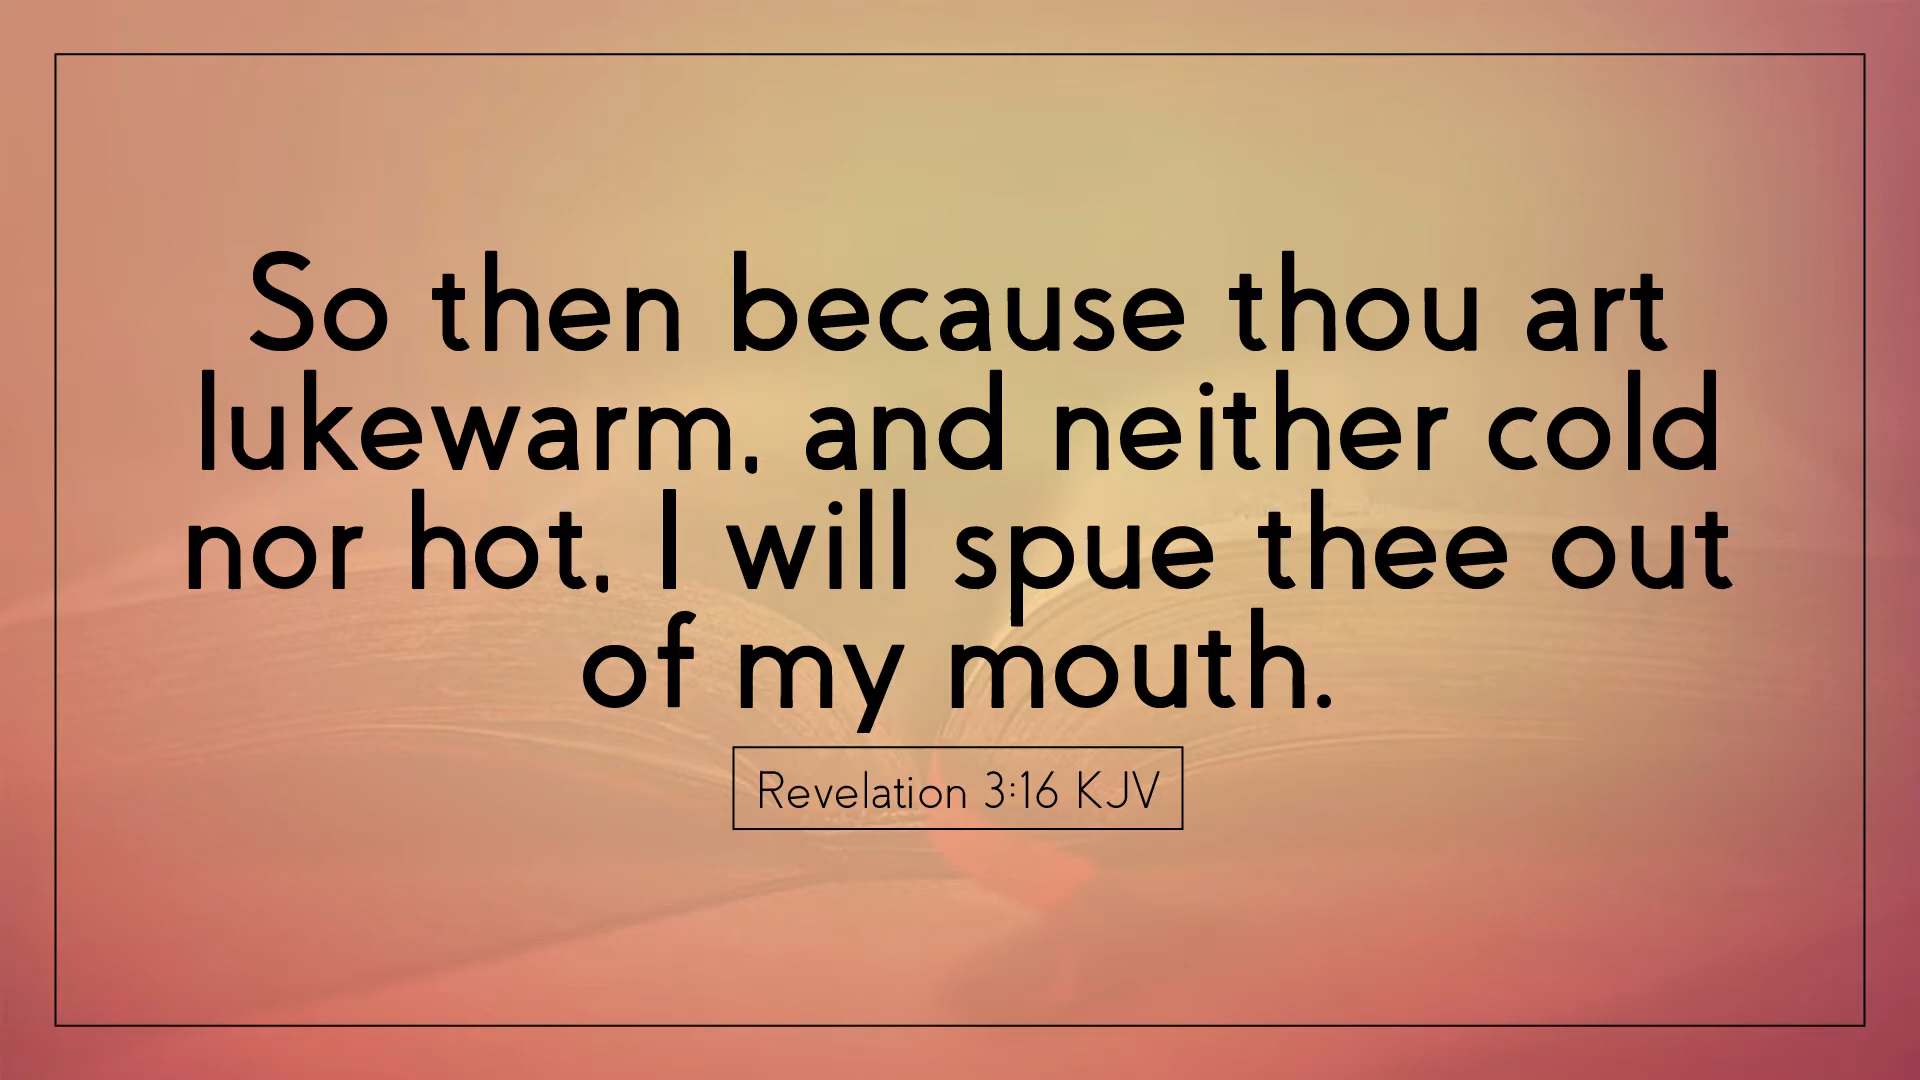 So then because thou art
lukewarm, and neither cold
nor hot, I will spue thee out
of my mouth.
Revelation 3:16 KJV